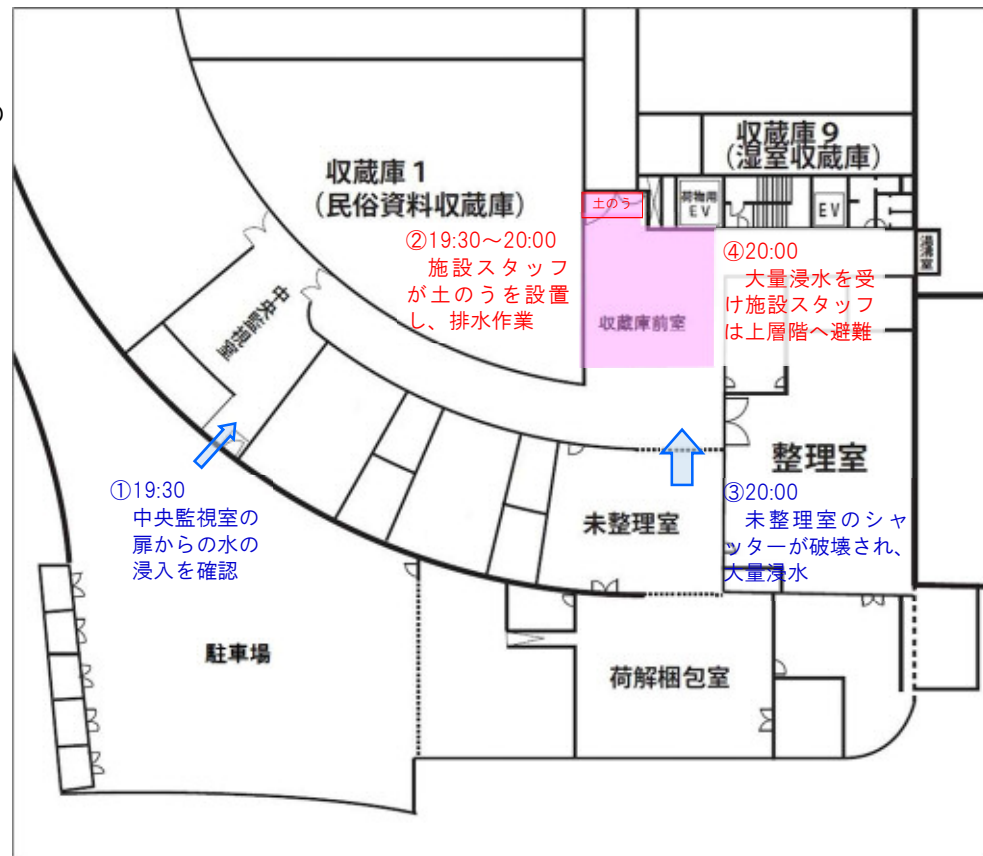 収蔵庫９
（湿室収蔵庫）
収蔵庫１
（民俗資料収蔵庫）
荷物用
EV
EV
土のう
湯沸室
②19:30～20:00
施設スタッフ
が土のうを設置
し、排水作業
④20:00
大量浸水を受
け施設スタッフ
は上層階へ避難
中央監視室
収蔵庫前室
整理室
①19:30
中央監視室の
扉からの水の
浸入を確認
未整理室
③20:00
未整理室のシャ
ッターが破壊され、
大量浸水
駐車場
荷解梱包室